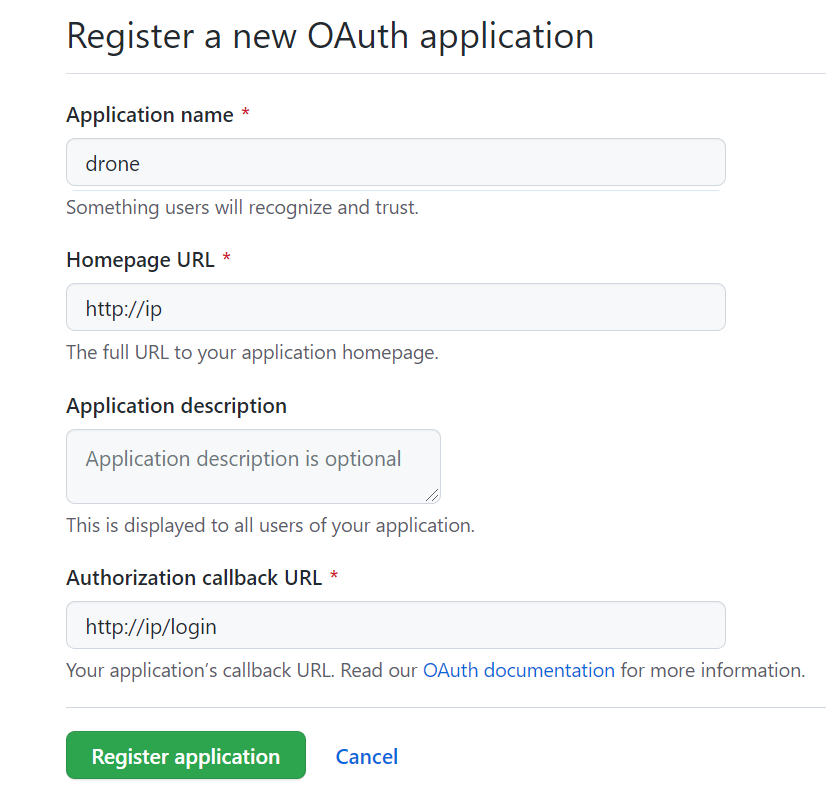 Register a new OAuth application
Application name *
drone
Something users will recognize and trust.
Homepage URL *
http://ip
The full URL to your application homepage.
Application description
Application description is optional
This is displayed to all users of your application.
Authorization callback URL *
http://ip/login
Your application’s callback URL. Read our OAuth documentation for more information.
Register application Cancel